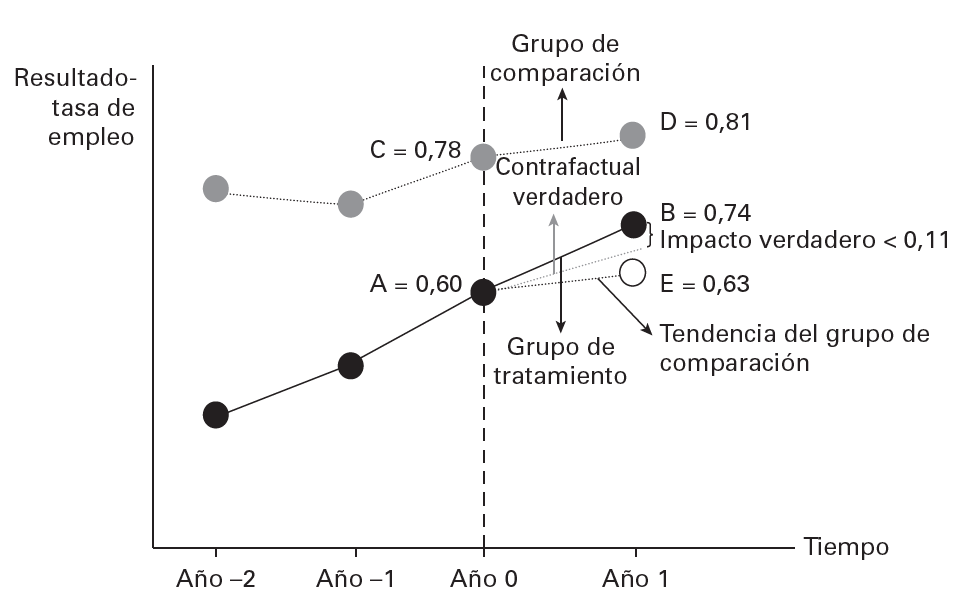 Grupo de
comparación
Resultado-
tasa de
empleo
D = 0,81
C = 0,78
Contrafactual
verdadero
B = 0,74
Impacto verdadero < 0,11
A = 0,60
E = 0,63
Tendencia del grupo de
comparación
Grupo de
tratamiento
Tiempo
Año –2
Año –1
Año 0
Año 1